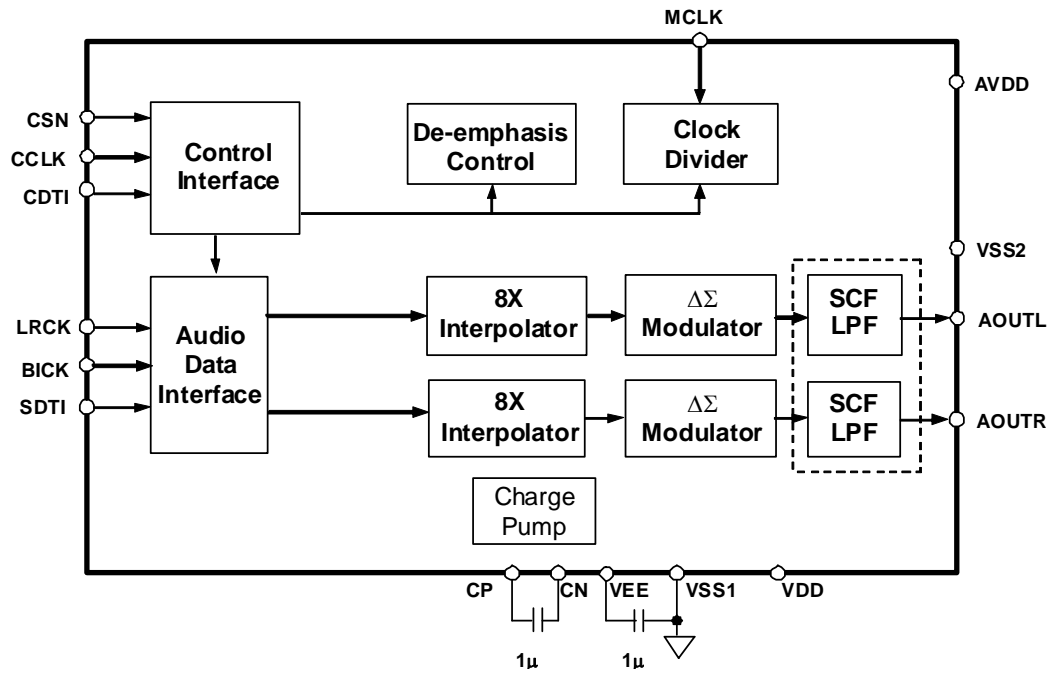 MCLK
AVDD
CSN
CCLK
CDTI
Control
Interface
De-emphasis
Control
Clock
Divider
VSS2
LRCK
BICK
SDTI
Audio
Data
Interface
8X
Interpolator
ΔΣ
Modulator
SCF
LPF
AOUTL
8X
Interpolator
ΔΣ
Modulator
SCF
LPF
AOUTR
Charge
Pump
CP
CN
VEE
VSS1
VDD
1μ
1μ